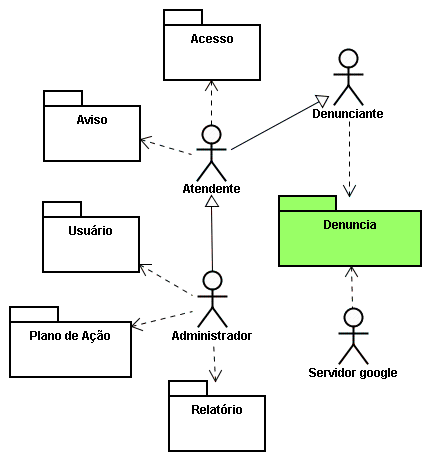 Acesso
Denunciante
Aviso
Atendente
Usuário
Denuncia
Plano de Ação
Administrador
Servidor google
Relatório